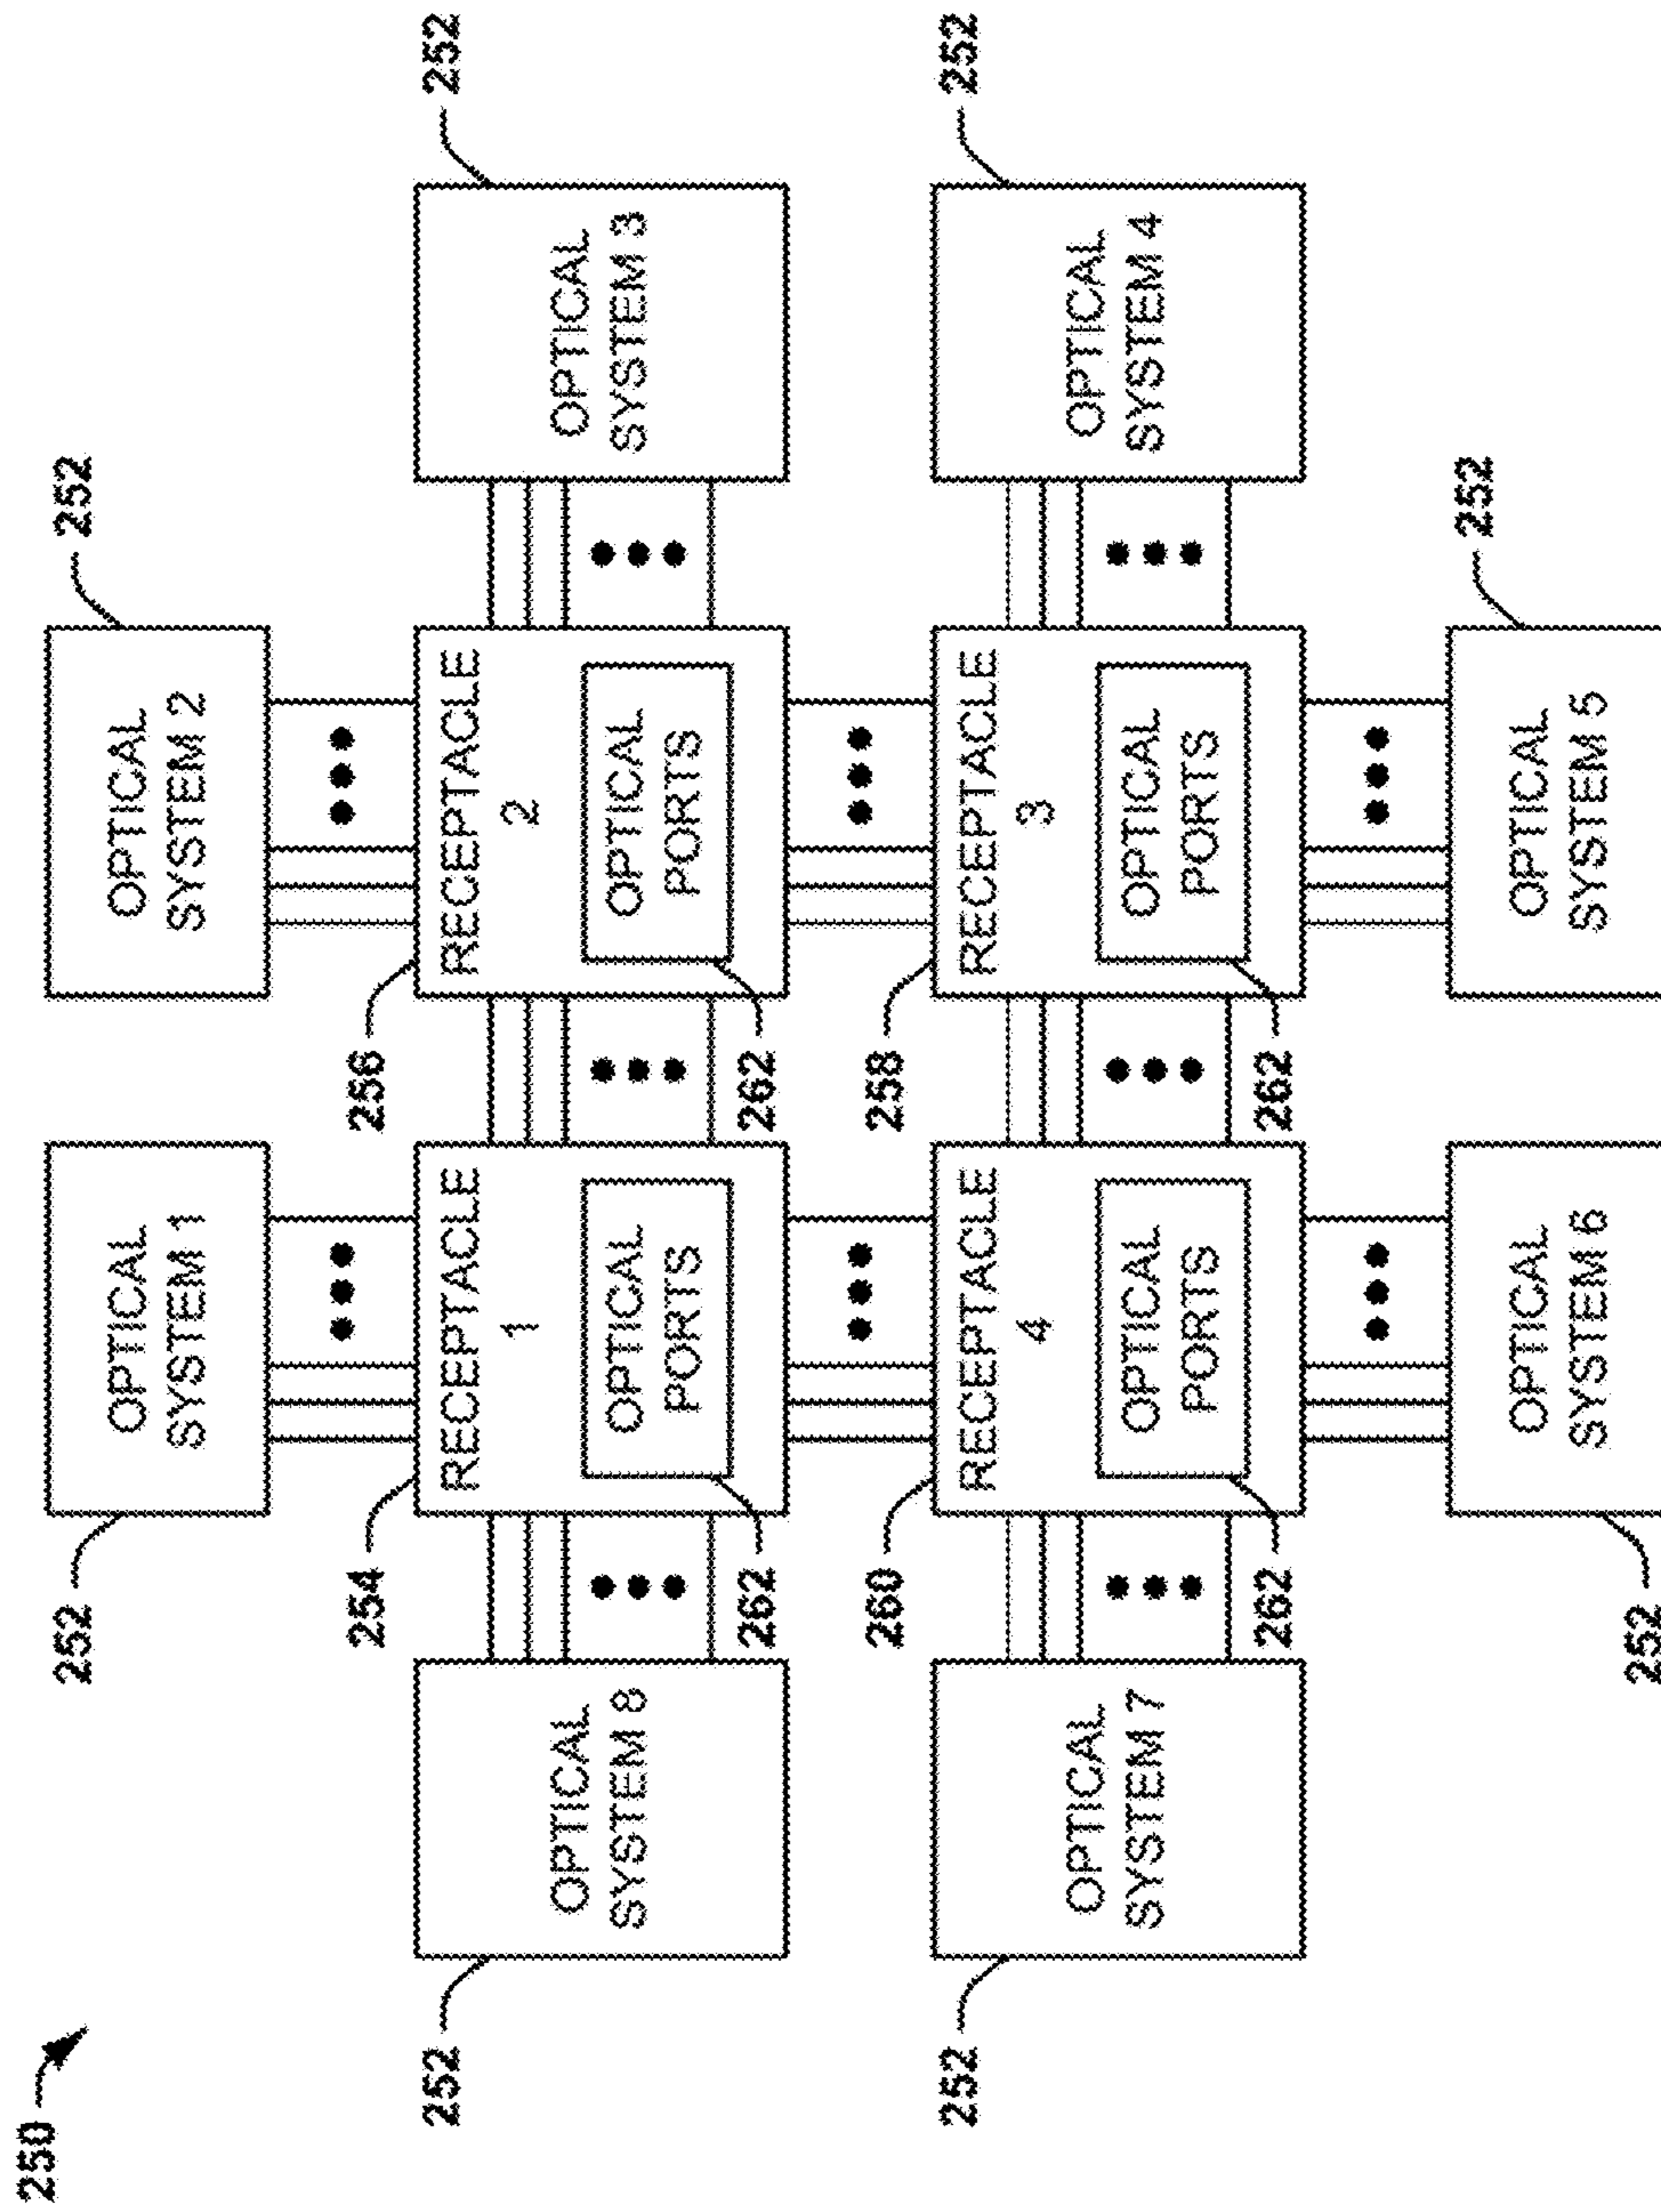 250
252
252
OPTICAL
SYSTEM 1
OPTICAL
SYSTEM 2
254
256
252
252
OPTICAL
SYSTEM 8
RECEPTACLE
1
OPTICAL
PORTS
RECEPTACLE
2
OPTICAL
PORTS
OPTICAL
SYSTEM 3
262
262
260
258
252
252
OPTICAL
SYSTEM 7
RECEPTACLE
4
OPTICAL
PORTS
RECEPTACLE
3
OPTICAL
PORTS
OPTICAL
SYSTEM 4
262
262
252
OPTICAL
SYSTEM 6
OPTICAL
SYSTEM 5
252